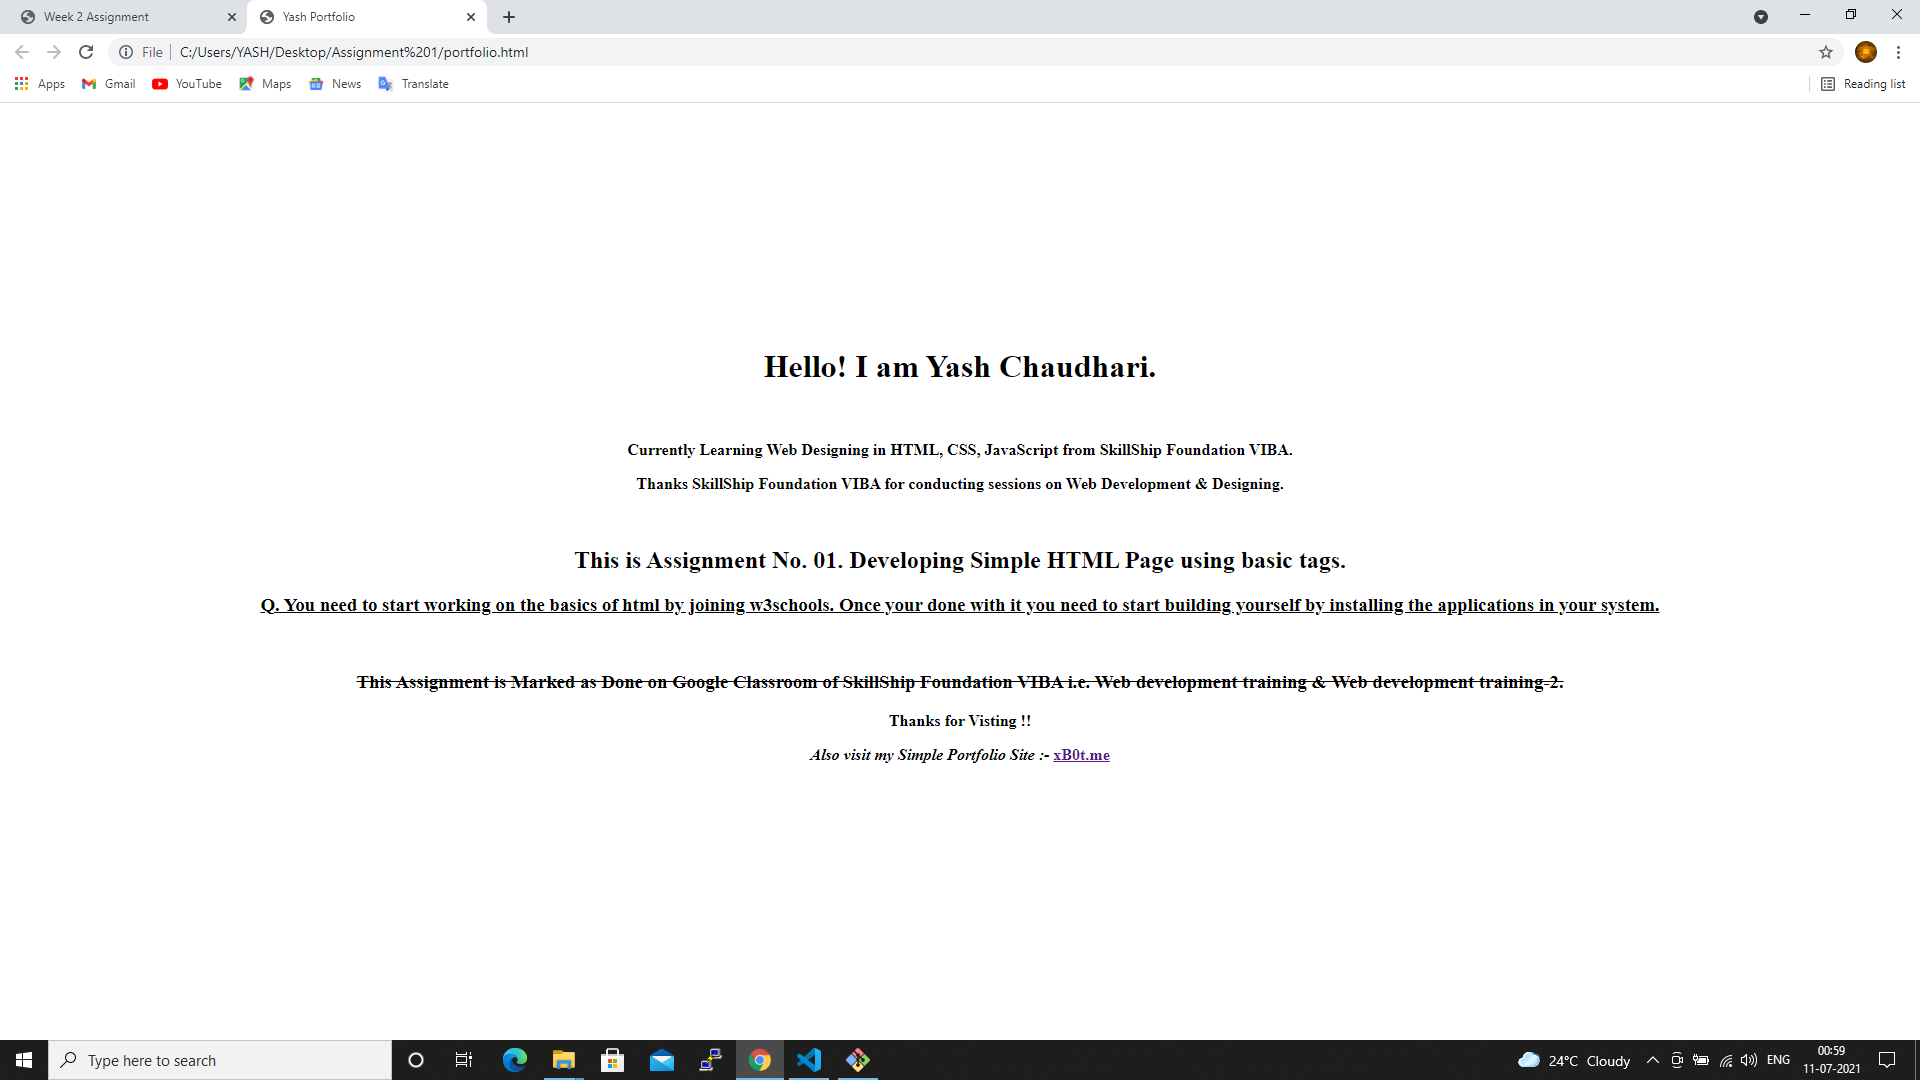 Week 2 Assignment
Yash Portfolio
File
C:/Users/YASH/Desktop/Assignment%201/portfolio.html
Apps
Gmail
YouTube
Maps
News
Translate
Reading list
Hello! I am Yash Chaudhari.
Currently Learning Web Designing in HTML, CSS, JavaScript from SkillShip Foundation VIBA.
Thanks SkillShip Foundation VIBA for conducting sessions on Web Development & Designing.
This is Assignment No. 01. Developing Simple HTML Page using basic tags.
Q. You need to start working on the basics of html by joining w3schools. Once your done with it you need to start building yourself by installing the applications in your system.
This Assignment is Marked as Done on Google Classroom of SkillShip Foundation VIBA i.e. Web development training & Web development training-2.
Thanks for Visting !!
Also visit my Simple Portfolio Site :- xB0t.me
Type here to search
24°C Cloudy
ENG
00:59
11-07-2021